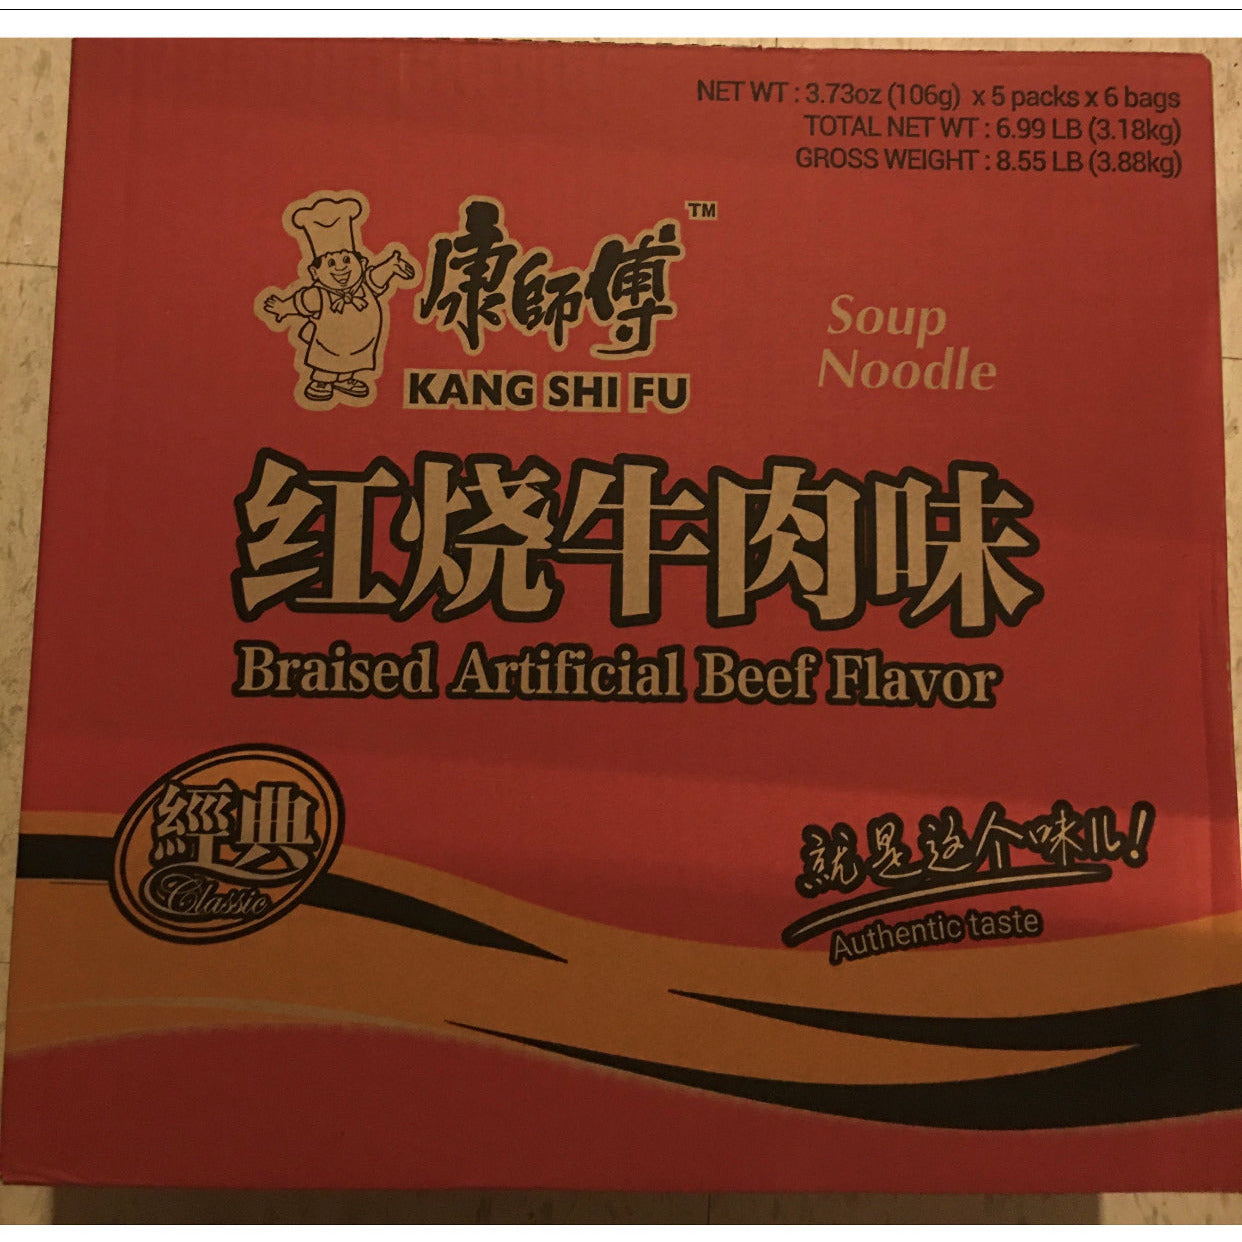 NET WT : 3.73oz (106g) x 5 packs x 6 bags
TOTAL NET WT : 6.99 LB (3.18kg)
GROSS WEIGHT : 8.55 LB (3.88kg)
康師傅 TM
KANG SHI FU
Soup
Noodle
红烧牛肉味
Braised Artificial Beef Flavor
經典
Classic
就是这个味儿!
Authentic taste